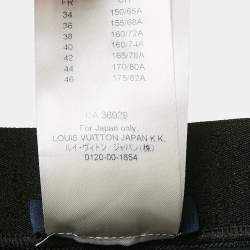 FR
34 150/65A
36 155/68A
38 160/72A
40 160/74A
42 165/78A
44 170/80A
46 175/82A
CA 36929
For Japan only.
LOUIS VUITTON JAPAN K.K.
ルイ・ヴィトン ジャパン(株)
0120-00-1854